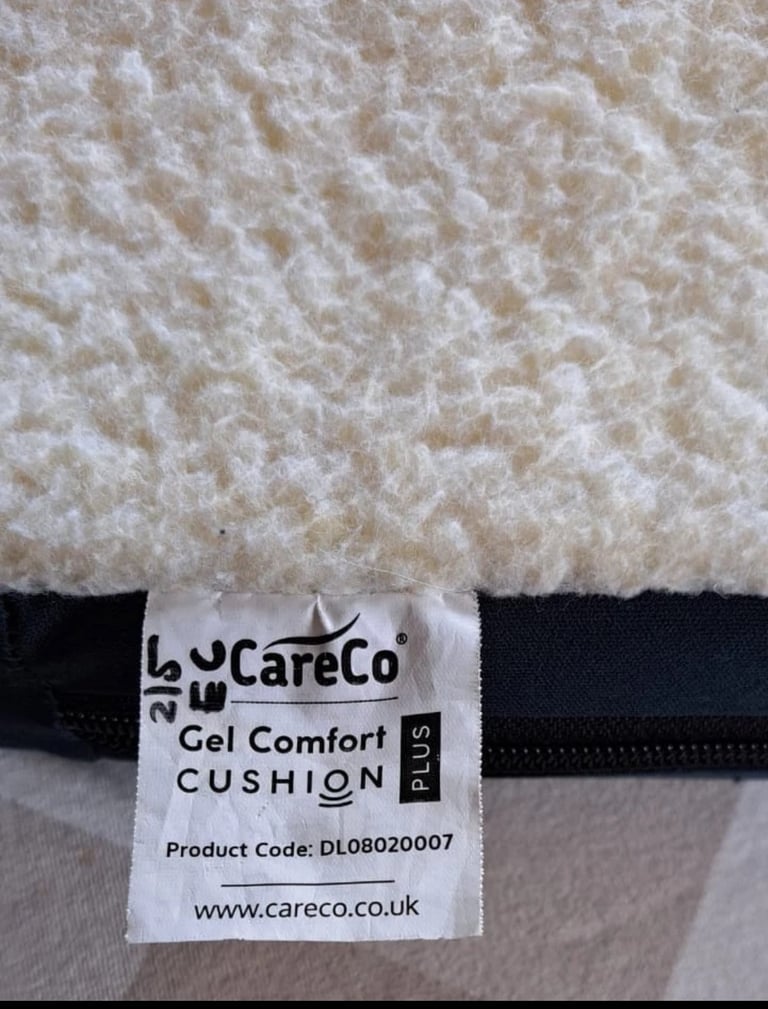 CareCo®
Gel Comfort
CUSHION PLUS
Product Code: DL08020007
www.careco.co.uk